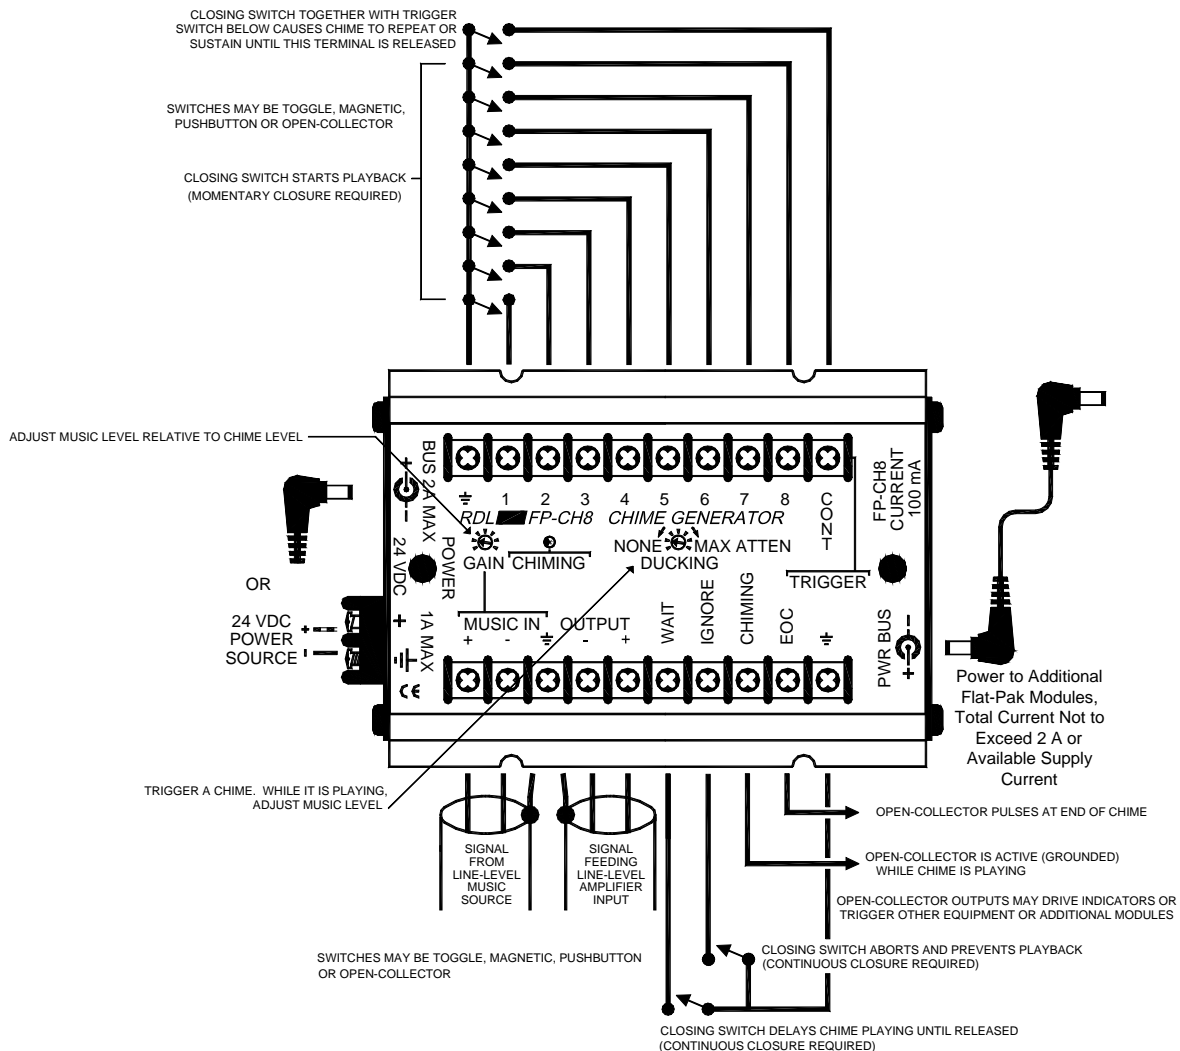 CLOSING SWITCH TOGETHER WITH TRIGGER
SWITCH BELOW CAUSES CHIME TO REPEAT OR
SUSTAIN UNTIL THIS TERMINAL IS RELEASED
SWITCHES MAY BE TOGGLE, MAGNETIC,
PUSHBUTTON OR OPEN-COLLECTOR
CLOSING SWITCH STARTS PLAYBACK
(MOMENTARY CLOSURE REQUIRED)
ADJUST MUSIC LEVEL RELATIVE TO CHIME LEVEL
BUS 2A MAX
+
-
24 VDC
POWER
1A MAX
+
CE
1 2 3 4 5 6 7 8
CONT
RDL FP-CH8 CHIME GENERATOR
NONE MAX ATTEN
GAIN CHIMING DUCKING
TRIGGER
FP-CH8
CURRENT
100 mA
MUSIC IN OUTPUT
+ - - +
WAIT
IGNORE
CHIMING
EOC
PWR BUS
-
+
OR
24 VDC
POWER
SOURCE
+
-
Power to Additional
Flat-Pak Modules,
Total Current Not to
Exceed 2 A or
Available Supply
Current
TRIGGER A CHIME. WHILE IT IS PLAYING,
ADJUST MUSIC LEVEL
SIGNAL
FROM
LINE-LEVEL
MUSIC
SOURCE
SIGNAL
FEEDING
LINE-LEVEL
AMPLIFIER
INPUT
OPEN-COLLECTOR PULSES AT END OF CHIME
OPEN-COLLECTOR IS ACTIVE (GROUNDED)
WHILE CHIME IS PLAYING
OPEN-COLLECTOR OUTPUTS MAY DRIVE INDICATORS OR
TRIGGER OTHER EQUIPMENT OR ADDITIONAL MODULES
SWITCHES MAY BE TOGGLE, MAGNETIC, PUSHBUTTON
OR OPEN-COLLECTOR
CLOSING SWITCH ABORTS AND PREVENTS PLAYBACK
(CONTINUOUS CLOSURE REQUIRED)
CLOSING SWITCH DELAYS CHIME PLAYING UNTIL RELEASED
(CONTINUOUS CLOSURE REQUIRED)